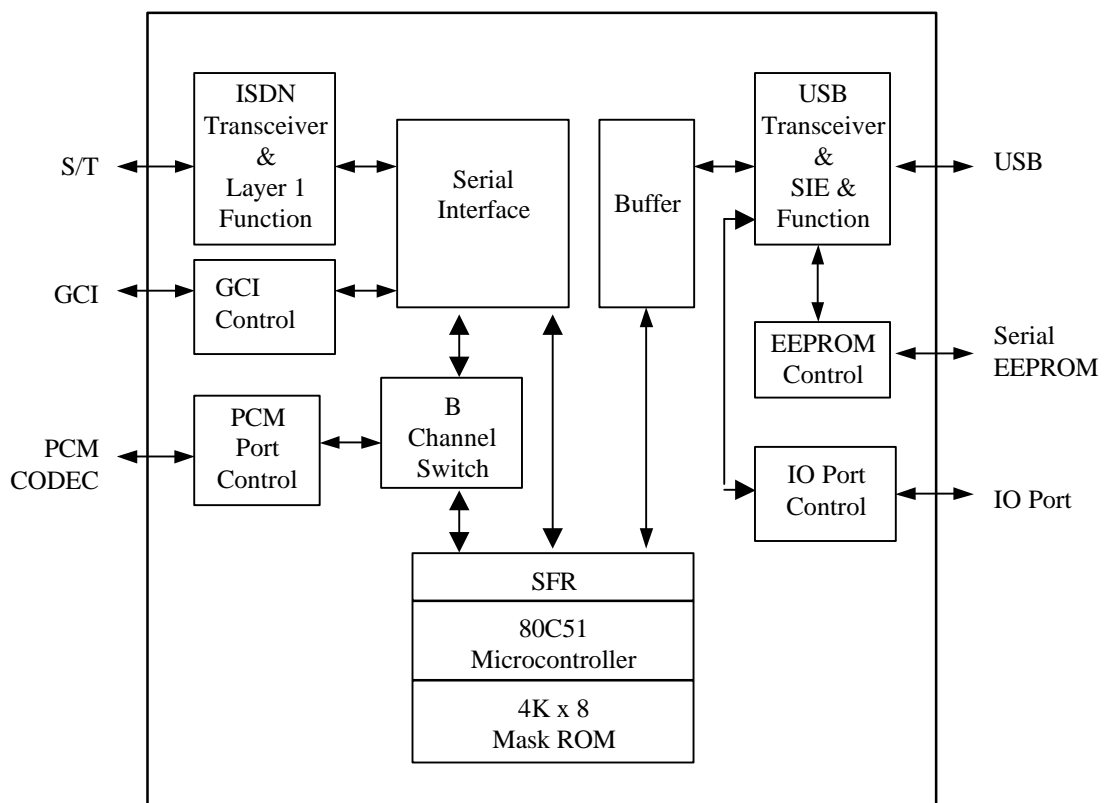 S/T
GCI
PCM
CODEC
ISDN
Transceiver
&
Layer 1
Function
GCI
Control
PCM
Port
Control
Serial
Interface
B
Channel
Switch
Buffer
USB
Transceiver
&
SIE &
Function
EEPROM
Control
IO Port
Control
USB
Serial
EEPROM
IO Port
SFR
80C51
Microcontroller
4K x 8
Mask ROM